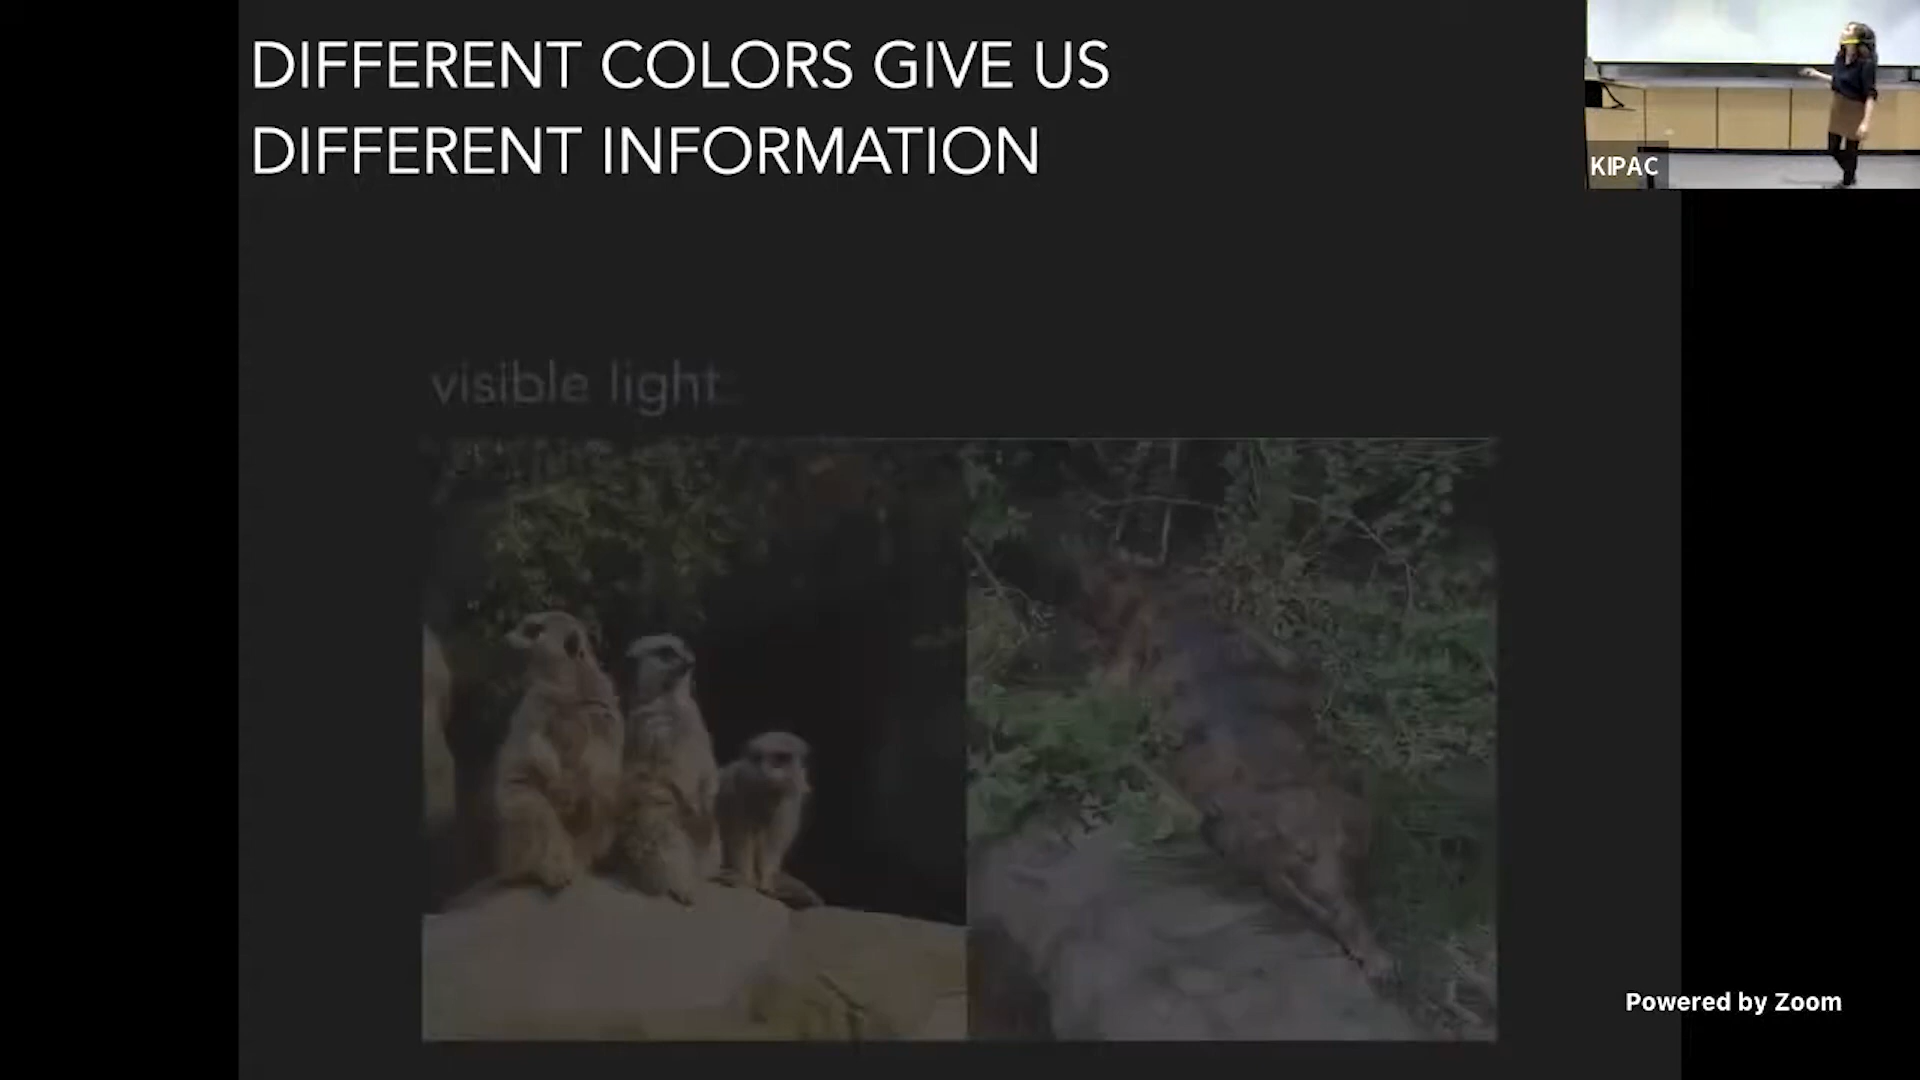 DIFFERENT COLORS GIVE US
DIFFERENT INFORMATION
KIPAC
visible light:
Powered by Zoom